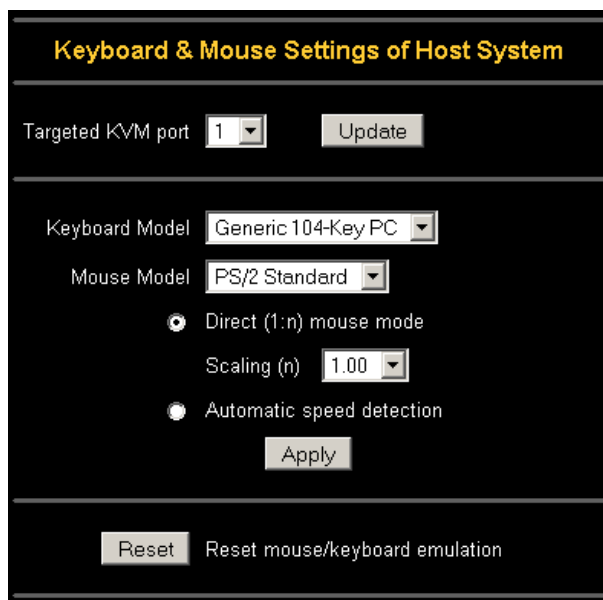 Keyboard & Mouse Settings of Host System
Targeted KVM port 1 Update
Keyboard Model Generic 104-Key PC
Mouse Model PS/2 Standard
Direct (1:n) mouse mode
Scaling (n) 1.00
Automatic speed detection
Apply
Reset Reset mouse/keyboard emulation